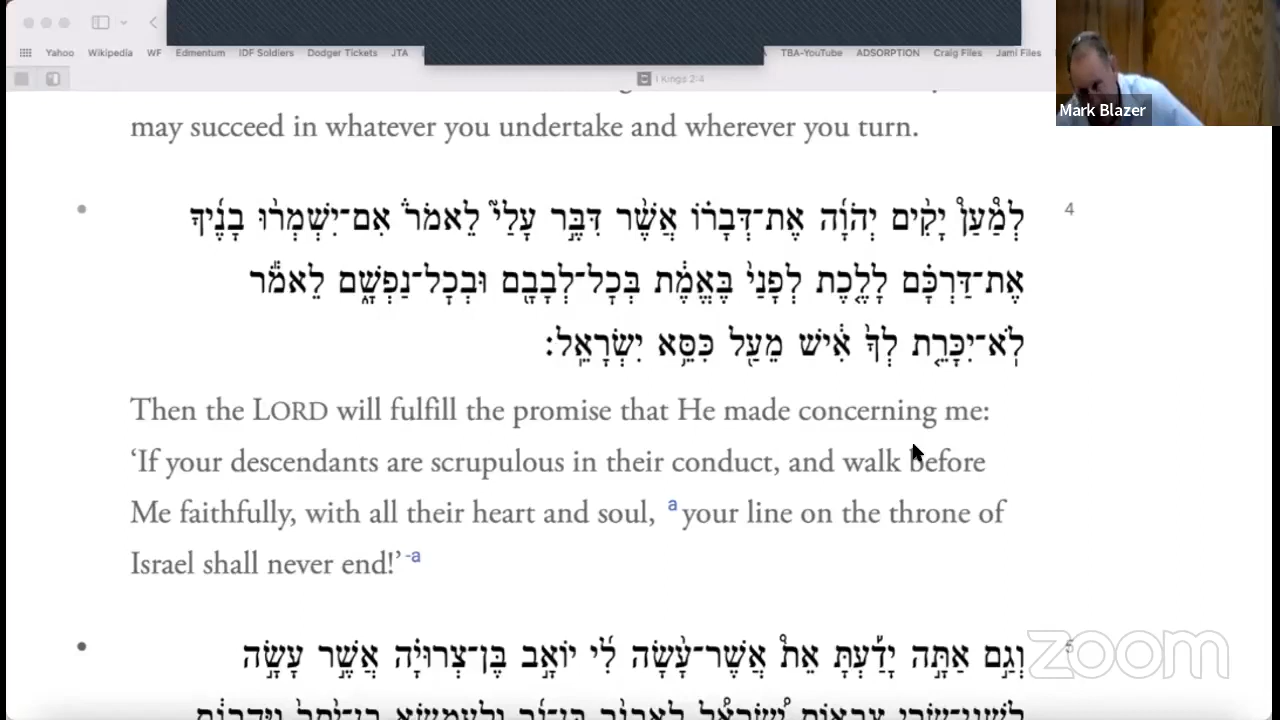 Yahoo Wikipedia WF Edmentum IDF Soldiers Dodger Tickets JTA TBA-YouTube ADSORPTION Craig Files Jami Files
I Kings 2:4
Mark Blazer
may succeed in whatever you undertake and wherever you turn.
4
לְמַ֩עַן֩ יָקִ֨ים יְהֹוָ֜ה אֶת־דְּבָר֗וֹ אֲשֶׁ֨ר דִּבֶּ֣ר עָלַי֮ לֵאמֹר֒ אִם־יִשְׁמְר֨וּ בָנֶ֜יךָ
אֶת־דַּרְכָּ֗ם לָלֶ֤כֶת לְפָנַי֙ בֶּאֱמֶ֔ת בְּכׇל־לְבָבָ֖ם וּבְכׇל־נַפְשָׁ֑ם לֵאמֹ֕ר
לֹֽא־יִכָּרֵ֤ת לְךָ֙ אִ֔ישׁ מֵעַ֖ל כִּסֵּ֥א יִשְׂרָאֵֽל׃
Then the LORD will fulfill the promise that He made concerning me:
‘If your descendants are scrupulous in their conduct, and walk before
Me faithfully, with all their heart and soul, a your line on the throne of
Israel shall never end!’ -a
5
וְגַ֣ם אַתָּ֣ה יָדַ֡עְתָּ אֵת֩ אֲשֶׁר־עָ֨שָׂה לִ֜י יוֹאָ֣ב בֶּן־צְרוּיָ֗ה אֲשֶׁ֣ר עָשָׂ֣ה
zoom